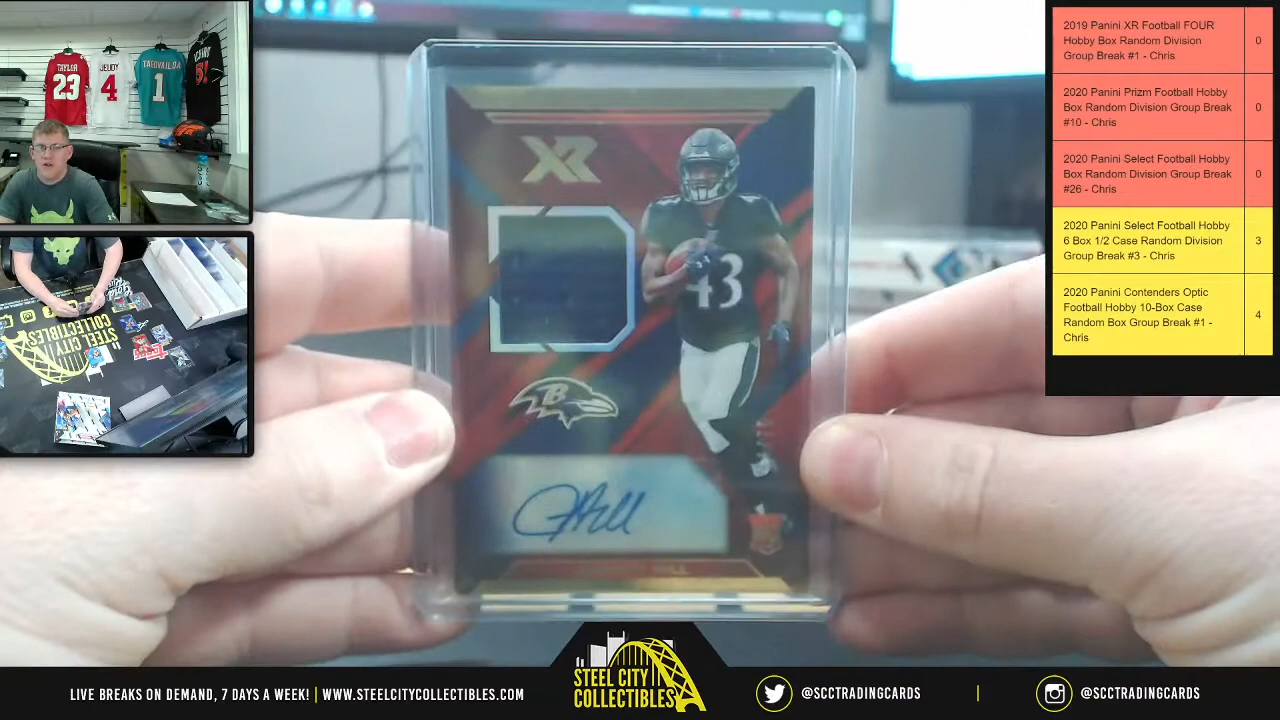 TAYLOR
23
JEUDY
4
TAGOVAILOA
1
2019 Panini XR Football FOUR
Hobby Box Random Division
Group Break #1 - Chris
0
2020 Panini Prizm Football Hobby
Box Random Division Group Break
#10 - Chris
0
2020 Panini Select Football Hobby
Box Random Division Group Break
#26 - Chris
0
2020 Panini Select Football Hobby
6 Box 1/2 Case Random Division
Group Break #3 - Chris
3
2020 Panini Contenders Optic
Football Hobby 10-Box Case
Random Box Group Break #1 -
Chris
4
XR
43
B
HILL
STEEL CITY
COLLECTIBLES
LIVE BREAKS ON DEMAND, 7 DAYS A WEEK! | WWW.STEELCITYCOLLECTIBLES.COM
STEEL CITY
COLLECTIBLES
@SCCTRADINGCARDS
@SCCTRADINGCARDS